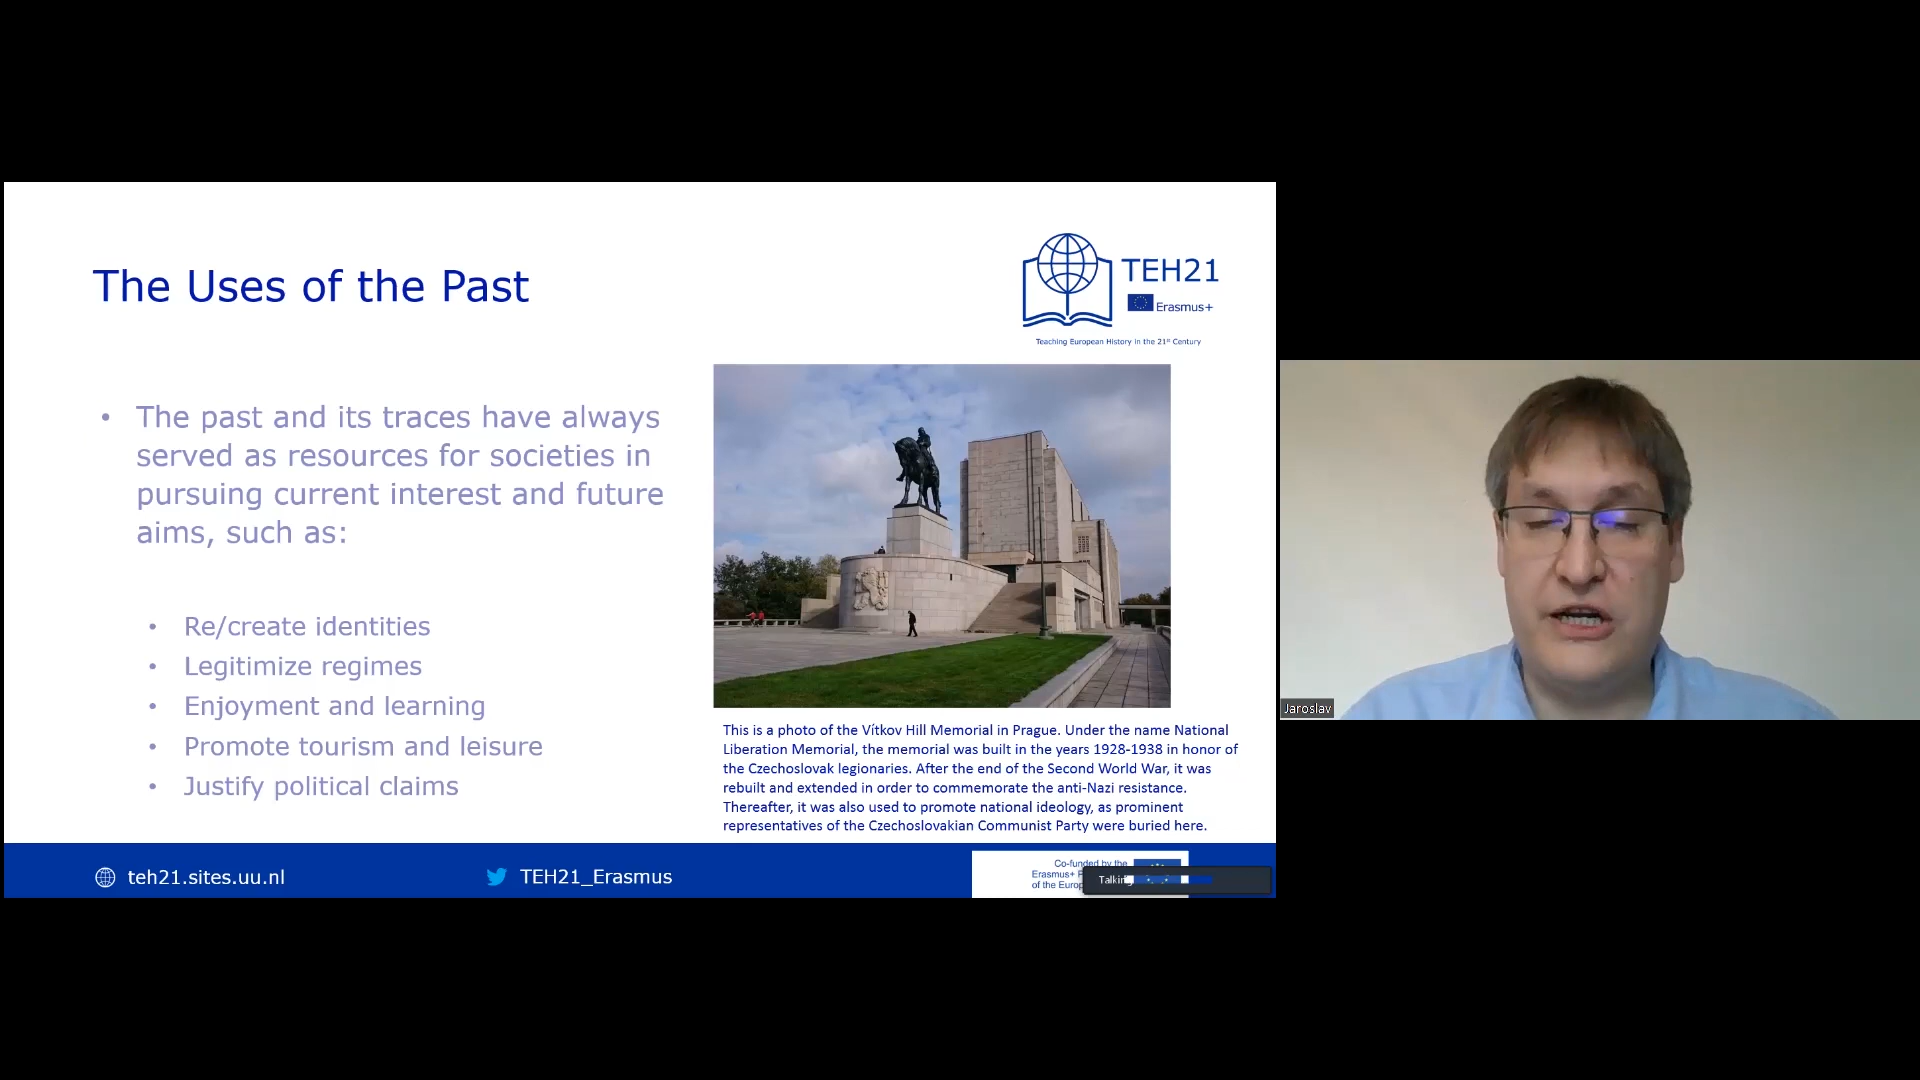 The Uses of the Past
TEH21
Erasmus+
Teaching European History in the 21st Century
• The past and its traces have always
served as resources for societies in
pursuing current interest and future
aims, such as:
• Re/create identities
• Legitimize regimes
• Enjoyment and learning
• Promote tourism and leisure
• Justify political claims
This is a photo of the Vítkov Hill Memorial in Prague. Under the name National
Liberation Memorial, the memorial was built in the years 1928-1938 in honor of
the Czechoslovak legionaries. After the end of the Second World War, it was
rebuilt and extended in order to commemorate the anti-Nazi resistance.
Thereafter, it was also used to promote national ideology, as prominent
representatives of the Czechoslovakian Communist Party were buried here.
teh21.sites.uu.nl
TEH21_Erasmus
Co-funded by the
Erasmus+
of the
Jaroslav